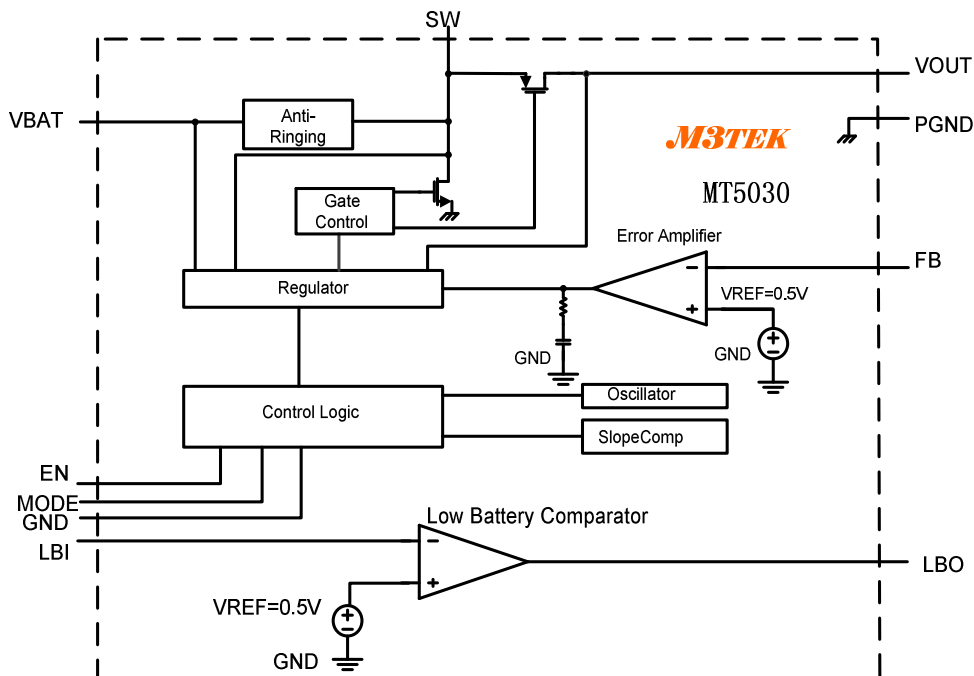 SW
VOUT
VBAT
Anti-
Ringing
PGND
M3TEK
MT5030
Gate
Control
Error Amplifier
FB
Regulator
VREF=0.5V
−
+
+
−
GND
GND
Control Logic
Oscillator
SlopeComp
EN
MODE
GND
LBI
Low Battery Comparator
−
+
LBO
VREF=0.5V
+
−
GND